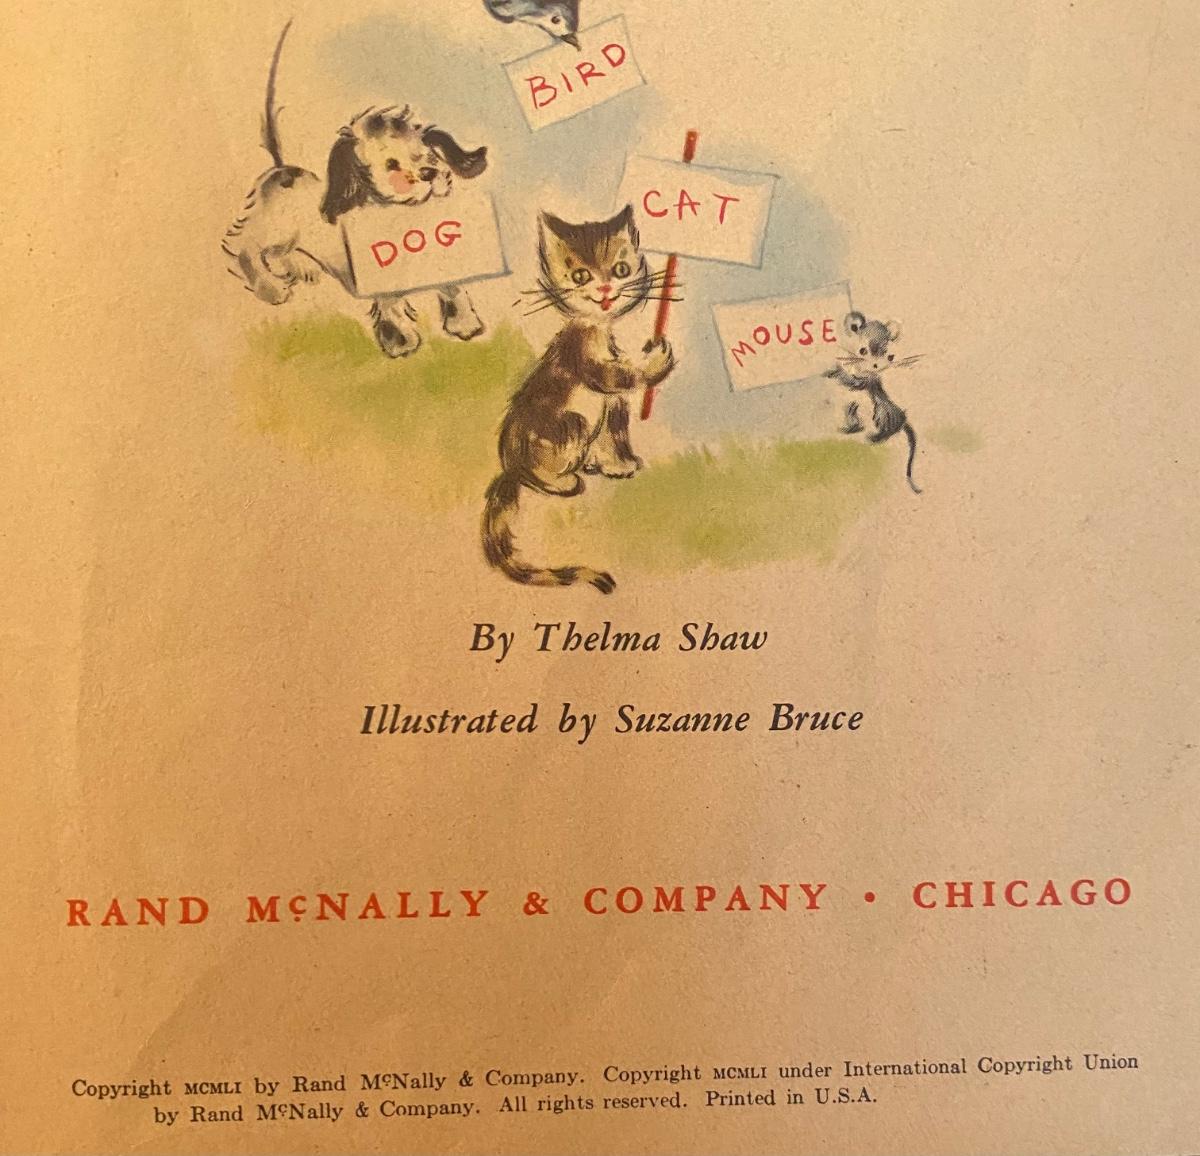 BIRD
CAT
DOG
MOUSE
By Thelma Shaw
Illustrated by Suzanne Bruce
RAND McNALLY & COMPANY • CHICAGO
Copyright MCMLI by Rand McNally & Company. Copyright MCMLI under International Copyright Union
by Rand McNally & Company. All rights reserved. Printed in U.S.A.